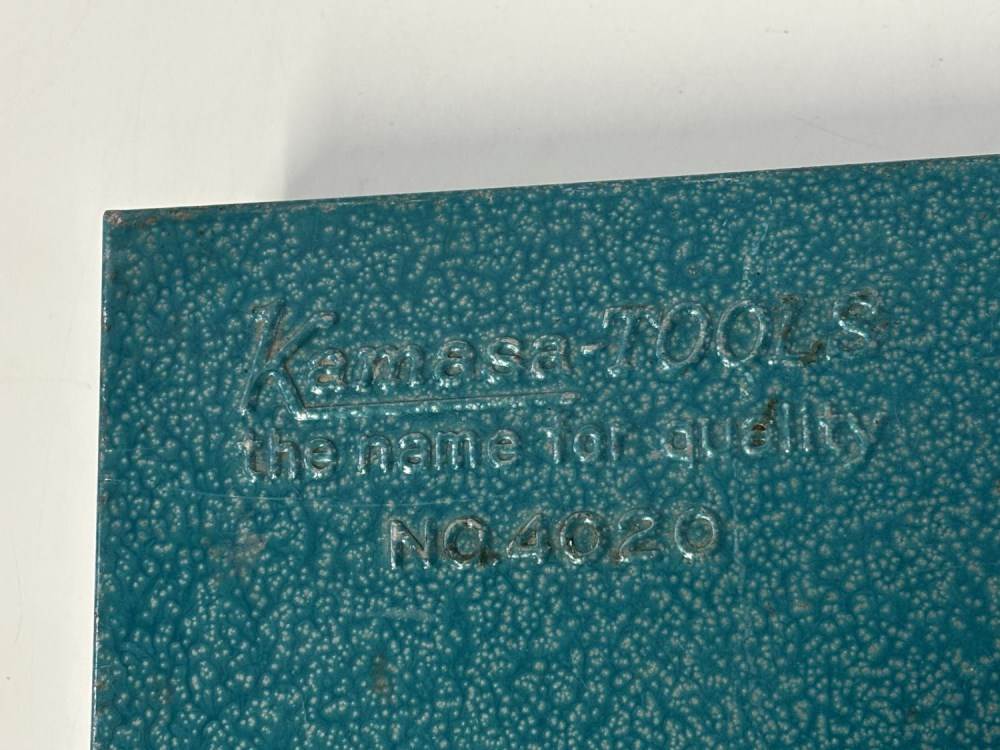 Kamasa-TOOLS
the name for quality
NO.4020